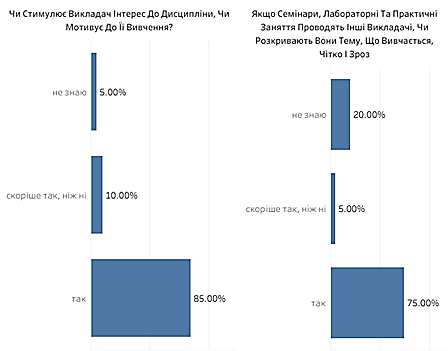 Чи Стимулює Викладач Інтерес До Дисципліни, Чи
Мотивує До Її Вивчення?
не знаю
5.00%
скоріше так, ніж ні
10.00%
так
85.00%
Якщо Семінари, Лабораторні Та Практичні
Заняття Проводять Інші Викладачі, Чи
Розкривають Вони Тему, Що Вивчається,
Чітко І Зроз
не знаю
20.00%
скоріше так, ніж ні
5.00%
так
75.00%